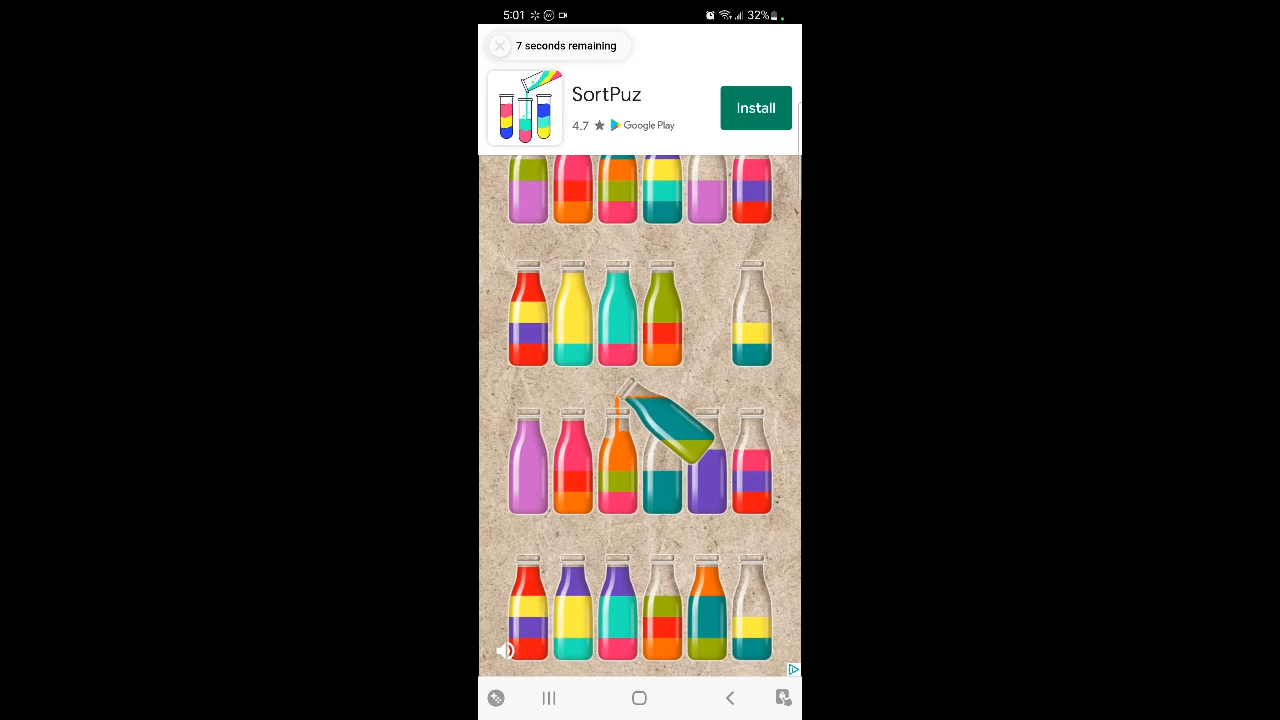 5:01
32%
7 seconds remaining
SortPuz
4.7 ★ Google Play
Install